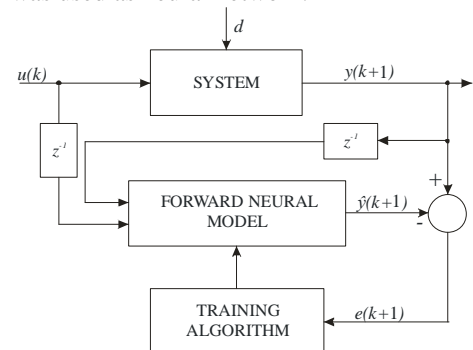 was used as neural network.
d
u(k)
SYSTEM
y(k+1)
z⁻¹
z⁻¹
+
FORWARD NEURAL
MODEL
ŷ(k+1)
-
TRAINING
ALGORITHM
e(k+1)